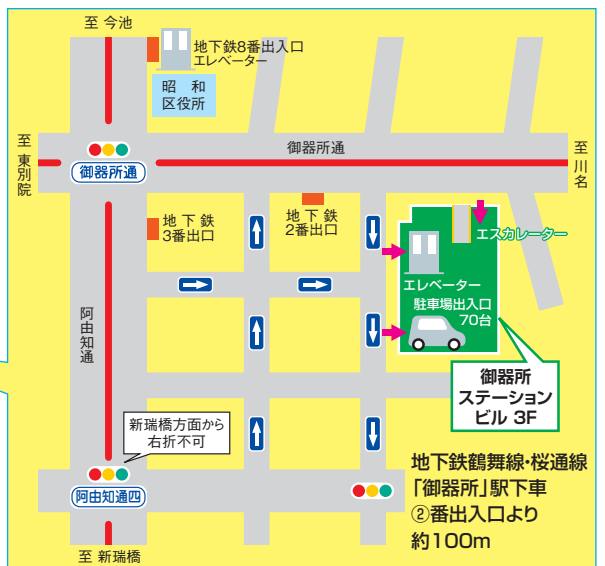 至 今池
地下鉄8番出入口
エレベーター
昭 和
区役所
至 東別院
御器所通
御器所通
至 川名
地 下 鉄
3番出口
地 下 鉄
2番出口
エスカレーター
エレベーター
駐車場出入口
70台
阿由知通
御器所
ステーション
ビル 3F
新瑞橋方面から
右折不可
阿由知通四
至 新瑞橋
地下鉄鶴舞線・桜通線
「御器所」駅下車
②番出入口より
約100m